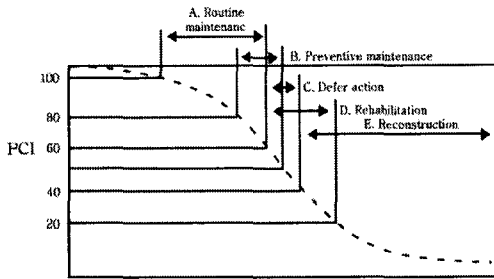 A. Routine
maintenanc
B. Preventive maintenance
C. Defer action
D. Rehabilitation
E. Reconstruction
100
80
PCI 60
40
20